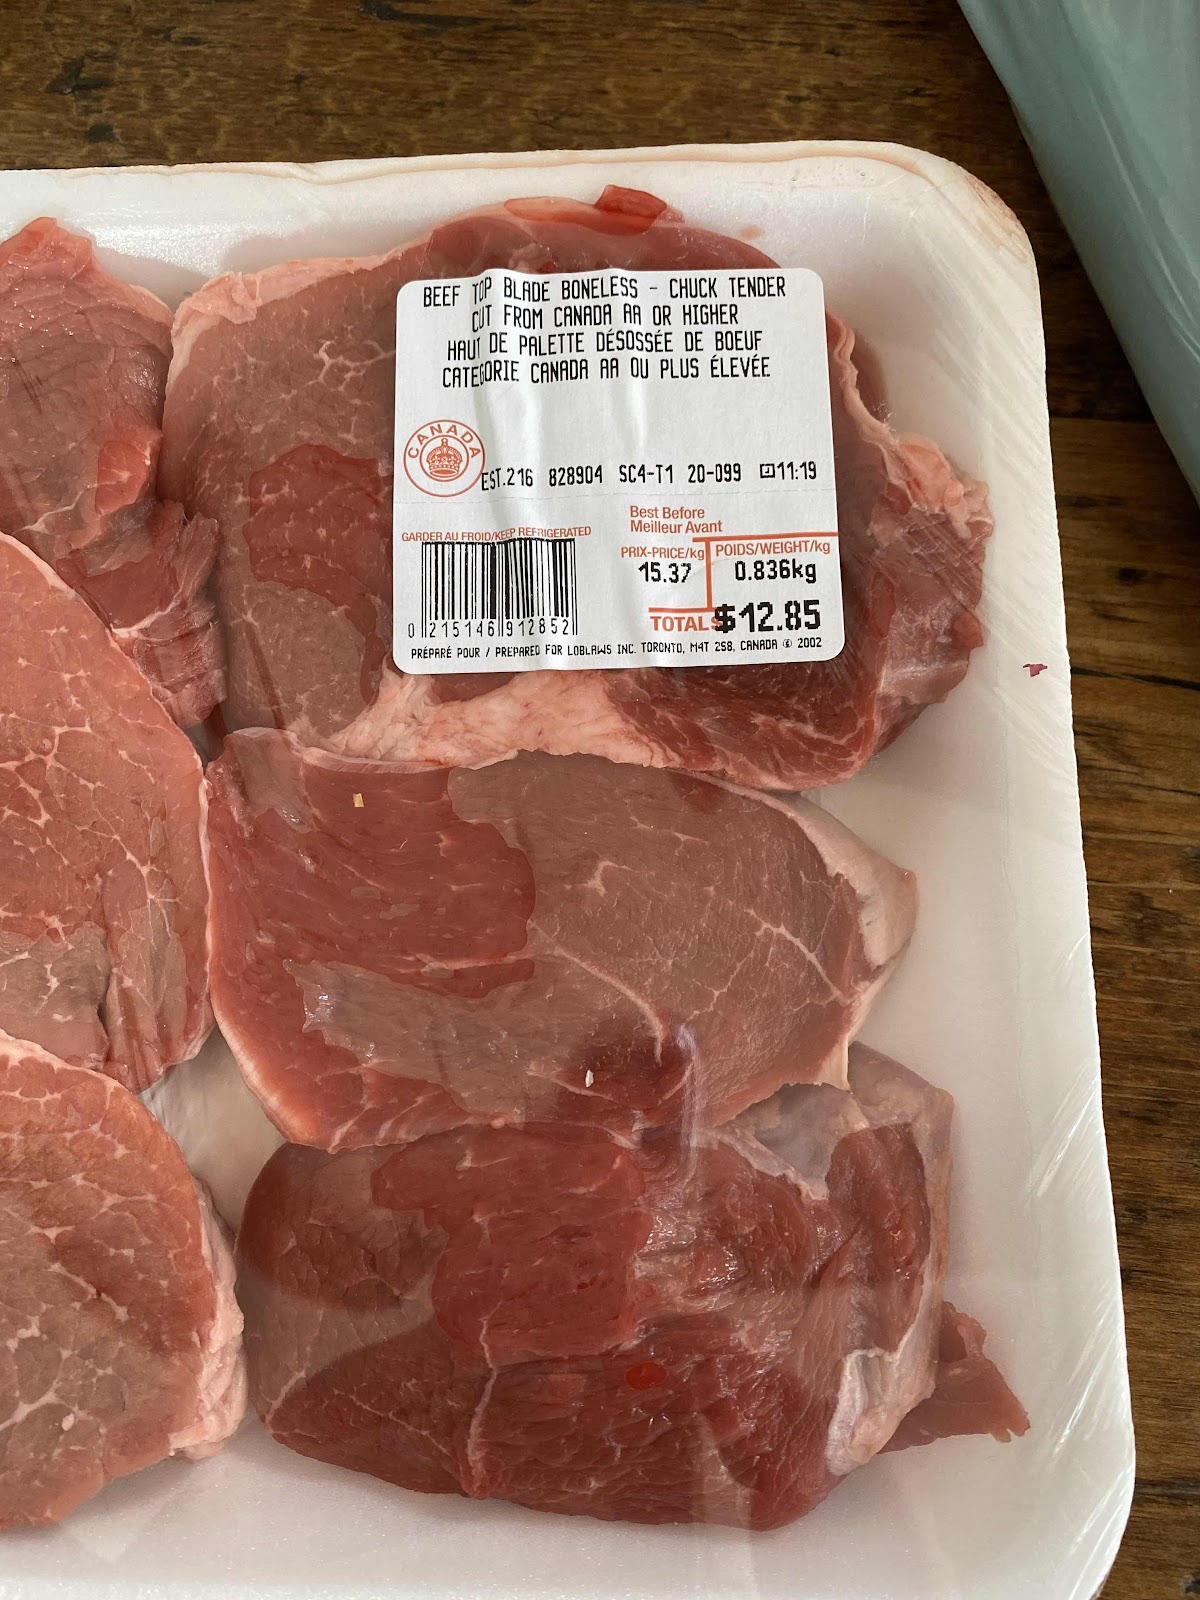 BEEF TOP BLADE BONELESS - CHUCK TENDER
CUT FROM CANADA AA OR HIGHER
HAUT DE PALETTE DÉSOSSÉE DE BOEUF
CATEGORIE CANADA AA OU PLUS ÉLEVÉE
CANADA
EST.216 828904 SC4-T1 20-099 11:19
Best Before
Meilleur Avant
GARDER AU FROID/KEEP REFRIGERATED
PRIX-PRICE/kg POIDS/WEIGHT/kg
15.37 0.836kg
TOTAL $ $12.85
0 215146 912852
PRÉPARÉ POUR / PREPARED FOR LOBLAWS INC. TORONTO, M4T 2S8, CANADA © 2002